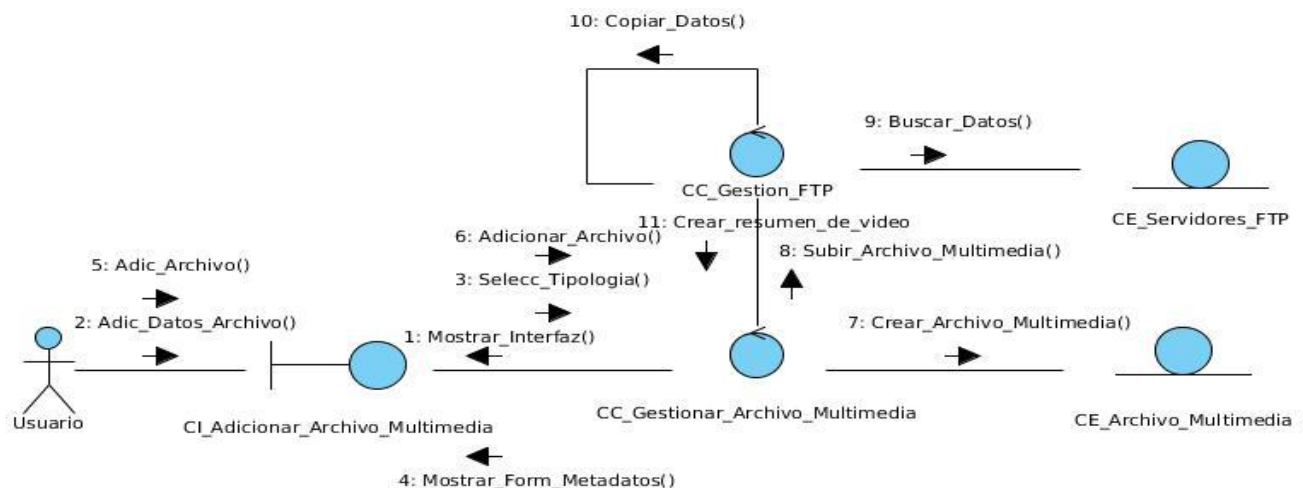 10: Copiar_Datos()
9: Buscar_Datos()
CC_Gestion_FTP
CE_Servidores_FTP
11: Crear_resumen_de_video
6: Adicionar_Archivo()
8: Subir_Archivo_Multimedia()
5: Adic_Archivo()
3: Selecc_Tipologia()
2: Adic_Datos_Archivo()
1: Mostrar_Interfaz()
7: Crear_Archivo_Multimedia()
Usuario
CI_Adicionar_Archivo_Multimedia
CC_Gestionar_Archivo_Multimedia
CE_Archivo_Multimedia
4: Mostrar_Form_Metadatos()